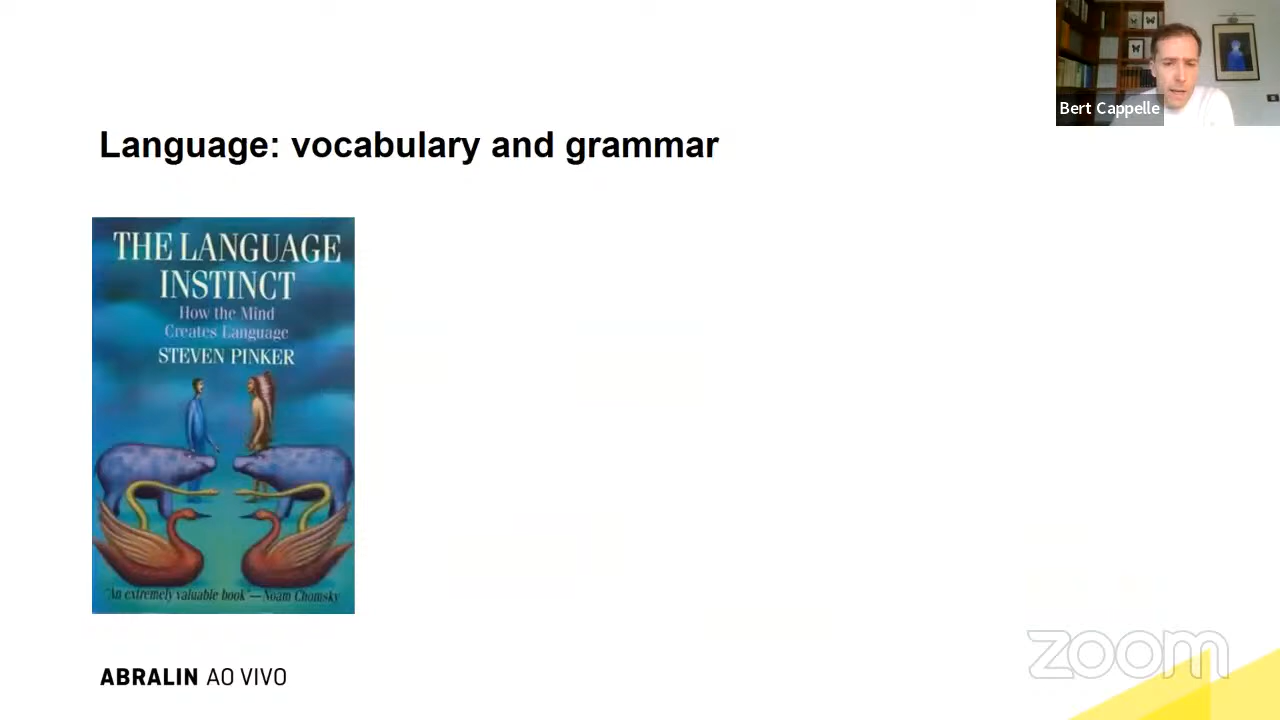 Bert Cappelle
Language: vocabulary and grammar
THE LANGUAGE
INSTINCT
How the Mind
Creates Language
STEVEN PINKER
"An extremely valuable book"—Noam Chomsky
ABRALIN AO VIVO
zoom